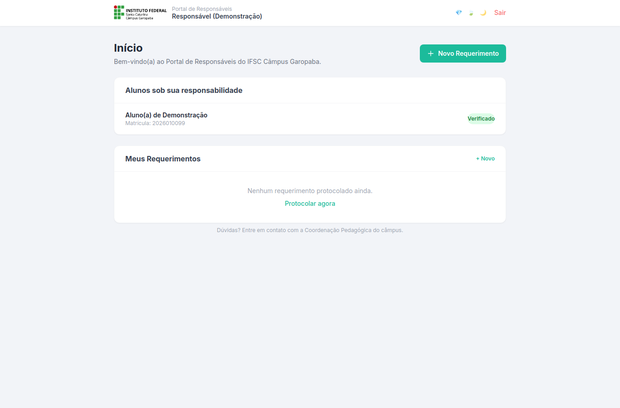 INSTITUTO FEDERAL
Santa Catarina
Câmpus Garopaba
Portal de Responsáveis
Responsável (Demonstração)
Sair
Início
Bem-vindo(a) ao Portal de Responsáveis do IFSC Câmpus Garopaba.
+ Novo Requerimento
Alunos sob sua responsabilidade
Aluno(a) de Demonstração
Matrícula: 2026010099
Verificado
Meus Requerimentos
+ Novo
Nenhum requerimento protocolado ainda.
Protocolar agora
Dúvidas? Entre em contato com a Coordenação Pedagógica do câmpus.